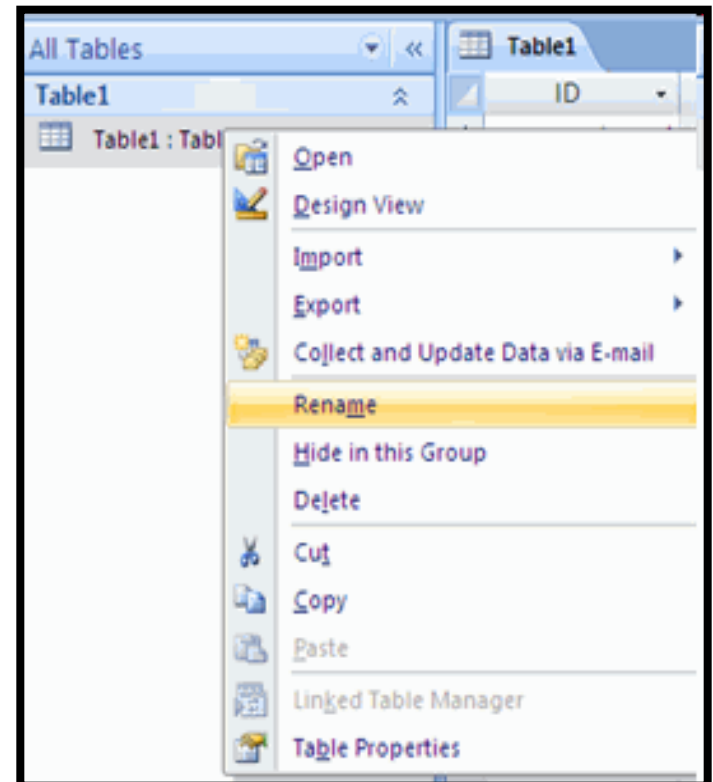 All Tables
Table1
Table1
ID
Table1 : Tabl
Open
Design View
Import
Export
Collect and Update Data via E-mail
Rename
Hide in this Group
Delete
Cut
Copy
Paste
Linked Table Manager
Table Properties